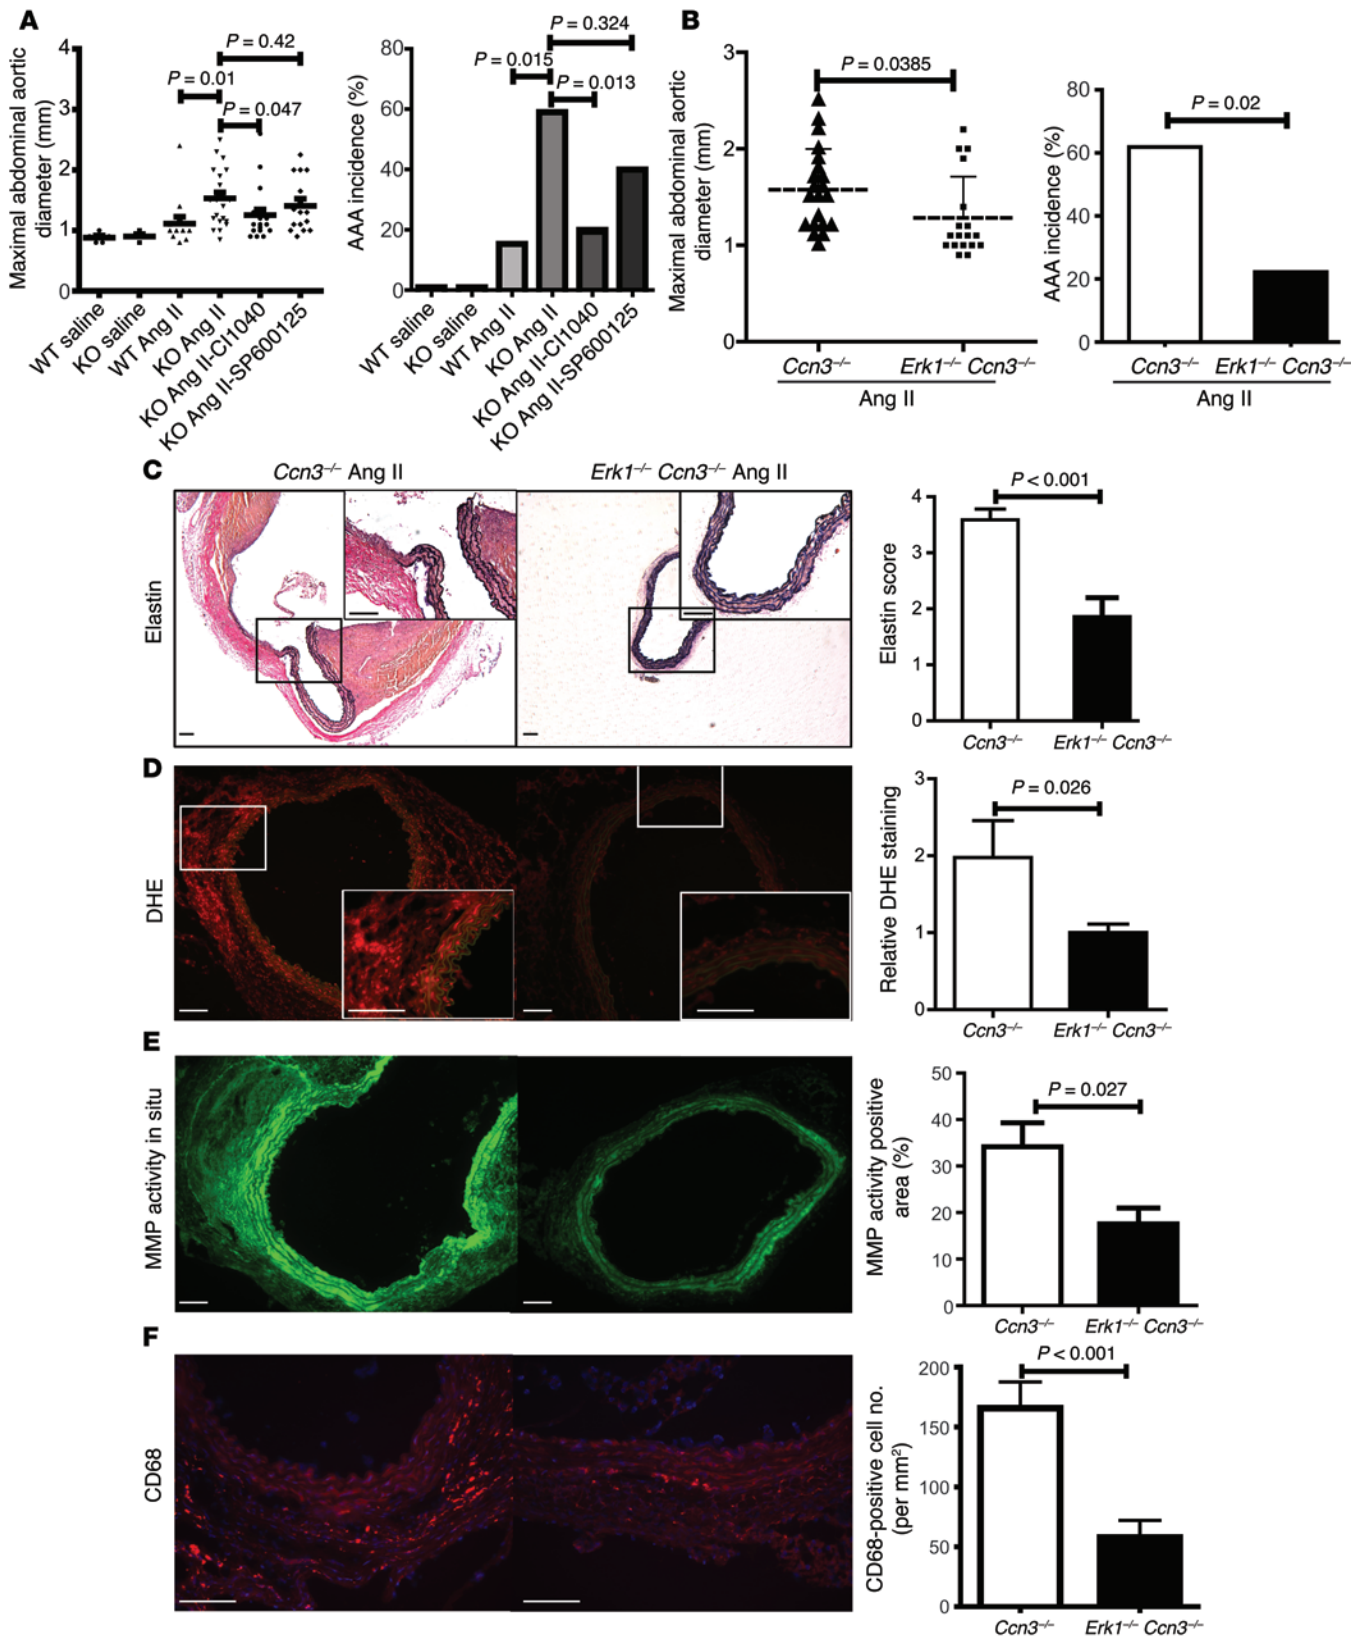 A
Maximal abdominal aortic
diameter (mm)
4
3
2
1
0
P = 0.42
P = 0.01
P = 0.047
WT saline
KO saline
WT Ang II
KO Ang II
KO Ang II-CI1040
KO Ang II-SP600125
AAA incidence (%)
80
60
40
20
0
P = 0.324
P = 0.015
P = 0.013
WT saline
KO saline
WT Ang II
KO Ang II
KO Ang II-CI1040
KO Ang II-SP600125
B
Maximal abdominal aortic
diameter (mm)
3
2
1
0
P = 0.0385
Ccn3–/–
Erk1–/– Ccn3–/–
Ang II
AAA incidence (%)
80
60
40
20
0
P = 0.02
Ccn3–/–
Erk1–/– Ccn3–/–
Ang II
C
Ccn3–/– Ang II
Erk1–/– Ccn3–/– Ang II
Elastin
Elastin score
4
3
2
1
0
P < 0.001
Ccn3–/–
Erk1–/– Ccn3–/–
D
DHE
Relative DHE staining
3
2
1
0
P = 0.026
Ccn3–/–
Erk1–/– Ccn3–/–
E
MMP activity in situ
MMP activity positive
area (%)
50
40
30
20
10
0
P = 0.027
Ccn3–/–
Erk1–/– Ccn3–/–
F
CD68
CD68-positive cell no.
(per mm²)
200
150
100
50
0
P < 0.001
Ccn3–/–
Erk1–/– Ccn3–/–